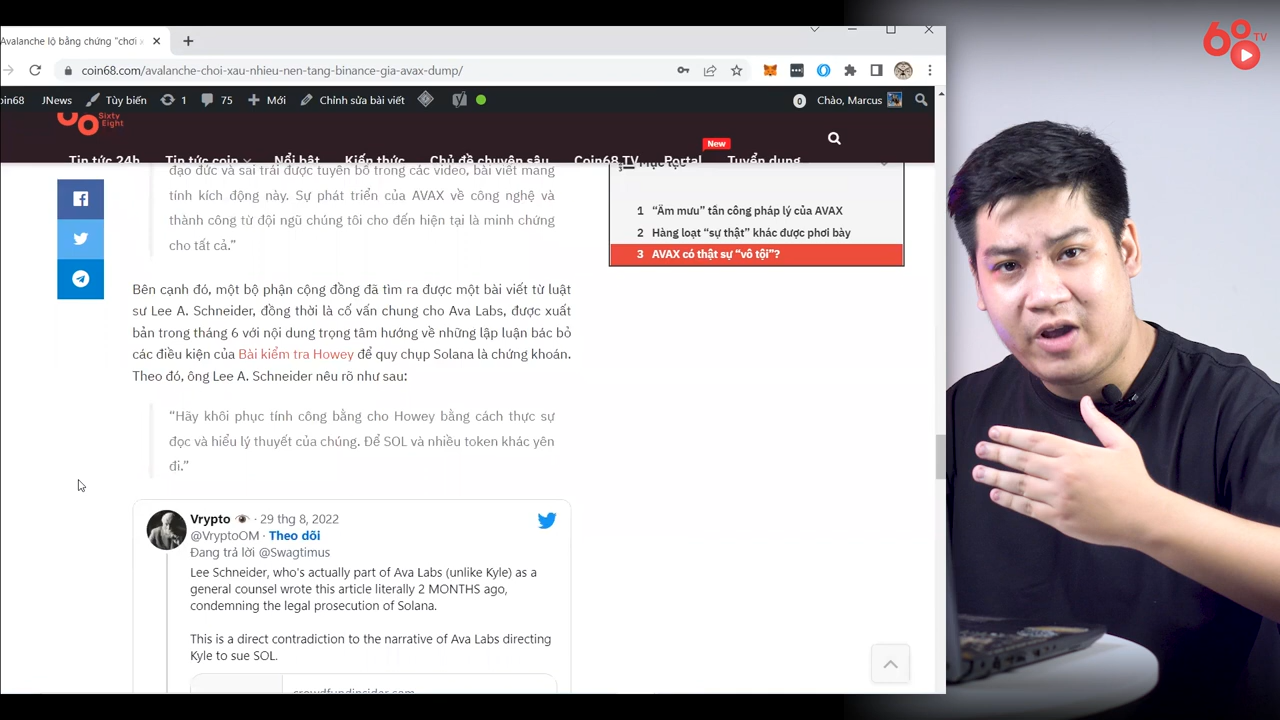 Avalanche lộ bằng chứng "chơi x
coin68.com/avalanche-choi-xau-nhieu-nen-tang-binance-gia-avax-dump/
oin68 JNews Tùy biến 1 75 Mới Chỉnh sửa bài viết 0 Chào, Marcus
Sixty
Eight
New
Tin tức 24h Tin tức coin Nổi bật Kiến thức Chủ đề chuyên sâu Coin68 TV Portal Tuyển dụng
đạo đức và sai trái được tuyên bố trong các video, bài viết mang
tính kích động này. Sự phát triển của AVAX về công nghệ và
thành công từ đội ngũ chúng tôi cho đến hiện tại là minh chứng
cho tất cả.”
Mục lục
1 “Âm mưu” tấn công pháp lý của AVAX
2 Hàng loạt “sự thật” khác được phơi bày
3 AVAX có thật sự “vô tội”?
Bên cạnh đó, một bộ phận cộng đồng đã tìm ra được một bài viết từ luật
sư Lee A. Schneider, đồng thời là cố vấn chung cho Ava Labs, được xuất
bản trong tháng 6 với nội dung trọng tâm hướng về những lập luận bác bỏ
các điều kiện của Bài kiểm tra Howey để quy chụp Solana là chứng khoán.
Theo đó, ông Lee A. Schneider nêu rõ như sau:
“Hãy khôi phục tính công bằng cho Howey bằng cách thực sự
đọc và hiểu lý thuyết của chúng. Để SOL và nhiều token khác yên
đi.”
Vrypto · 29 thg 8, 2022
@VryptoOM · Theo dõi
Đang trả lời @Swagtimus
Lee Schneider, who's actually part of Ava Labs (unlike Kyle) as a
general counsel wrote this article literally 2 MONTHS ago,
condemning the legal prosecution of Solana.
This is a direct contradiction to the narrative of Ava Labs directing
Kyle to sue SOL.
crowdfundinsider.com
68 TV